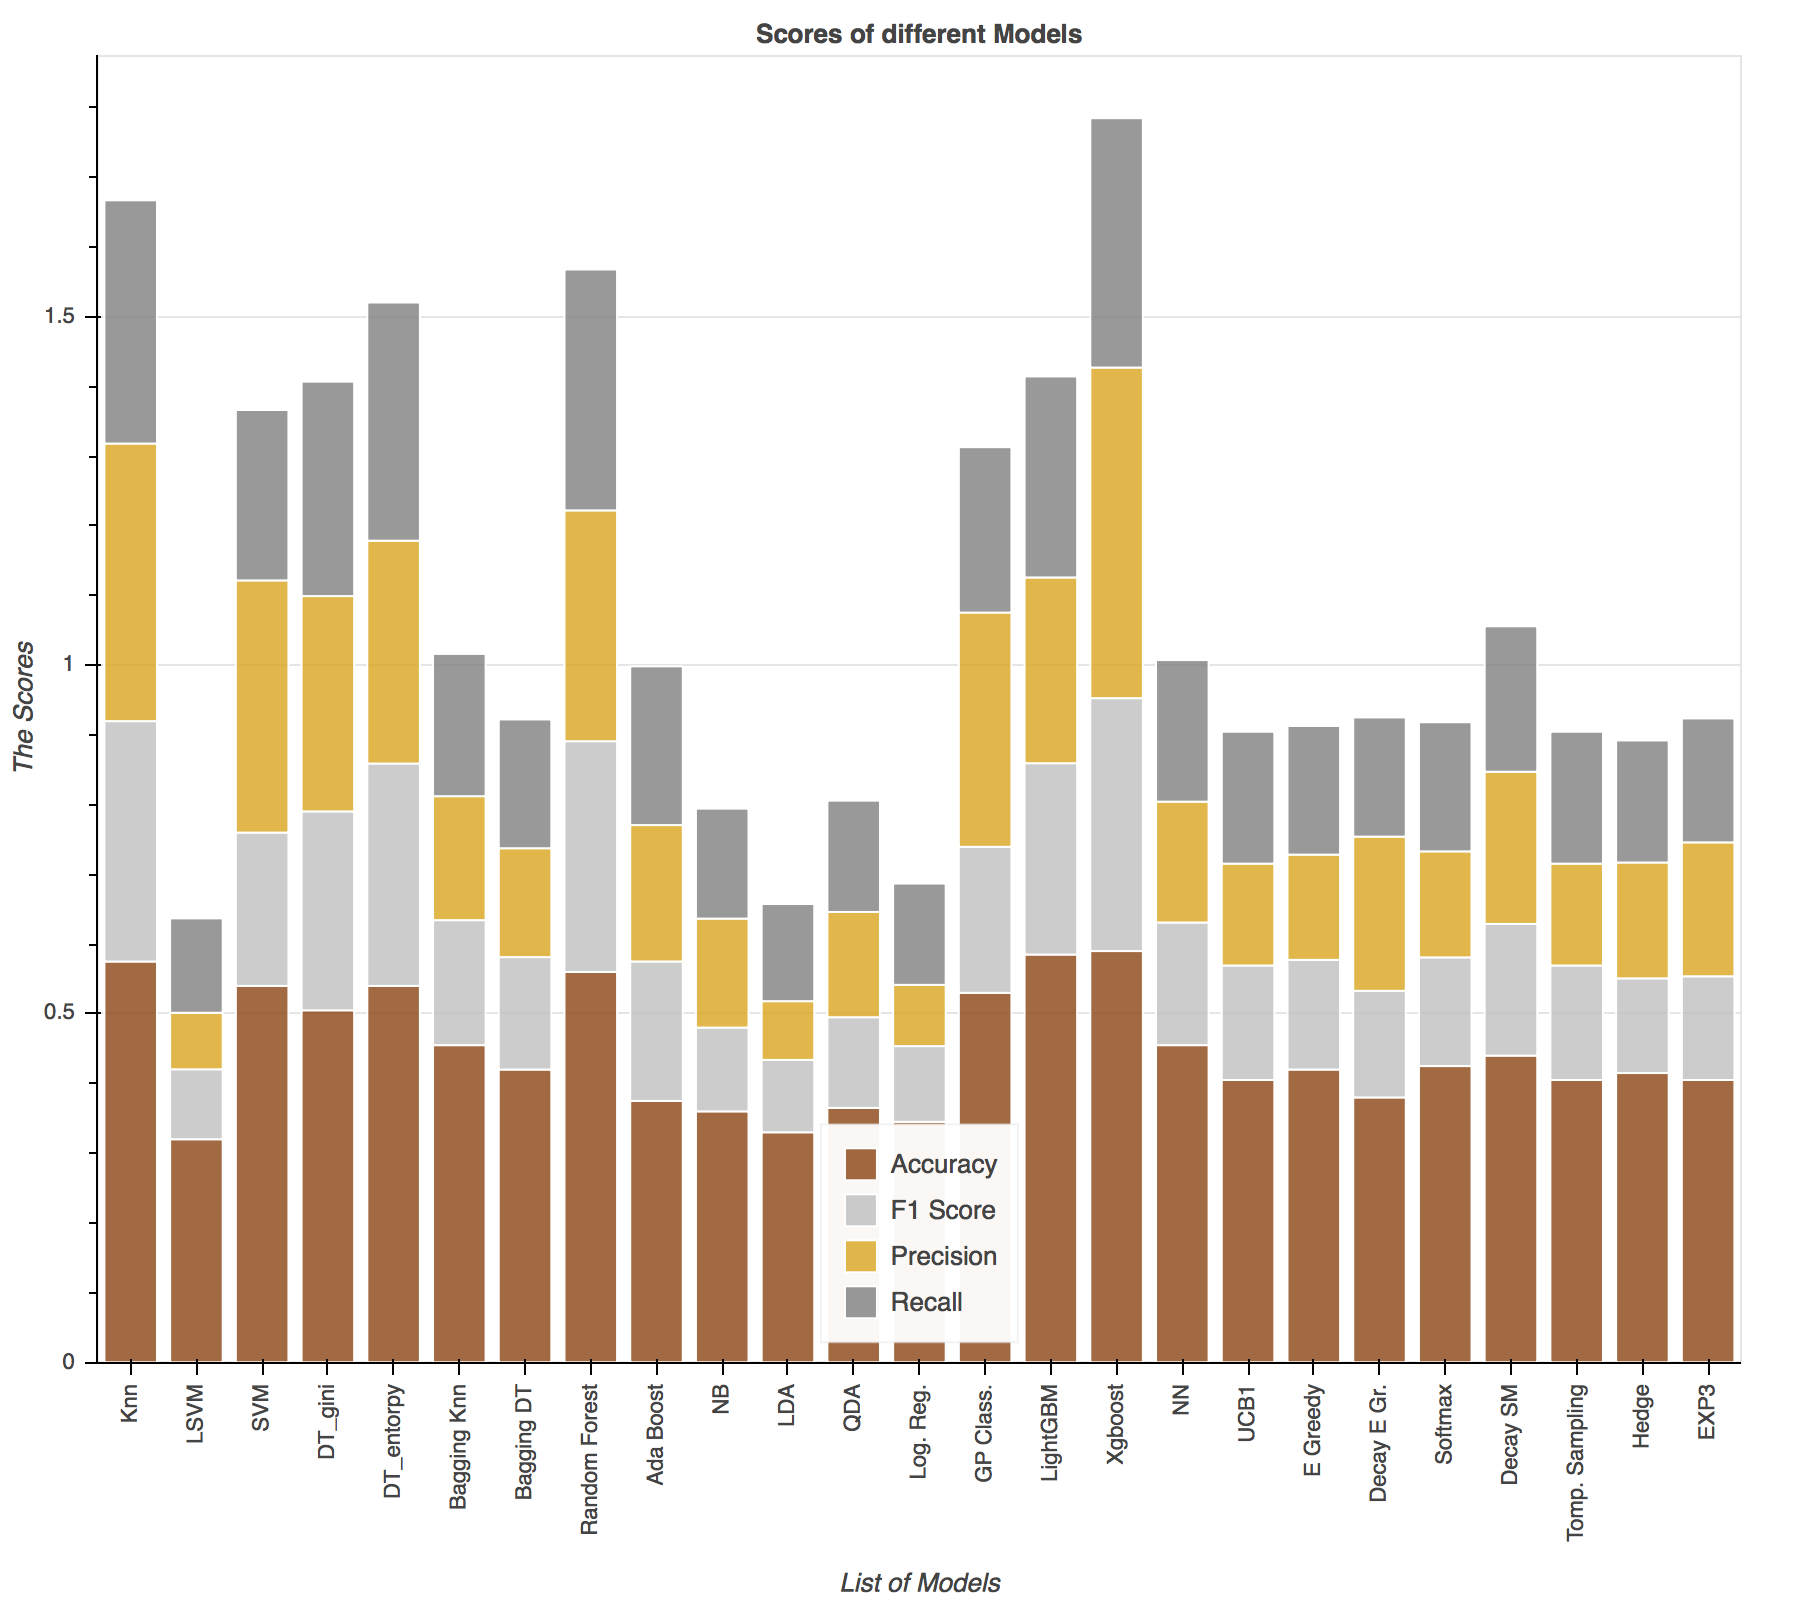 Scores of different Models
The Scores
1.5
1
0.5
0
Accuracy
F1 Score
Precision
Recall
Knn
LSVM
SVM
DT_gini
DT_entorpy
Bagging Knn
Bagging DT
Random Forest
Ada Boost
NB
LDA
QDA
Log. Reg.
GP Class.
LightGBM
Xgboost
NN
UCB1
E Greedy
Decay E Gr.
Softmax
Decay SM
Tomp. Sampling
Hedge
EXP3
List of Models